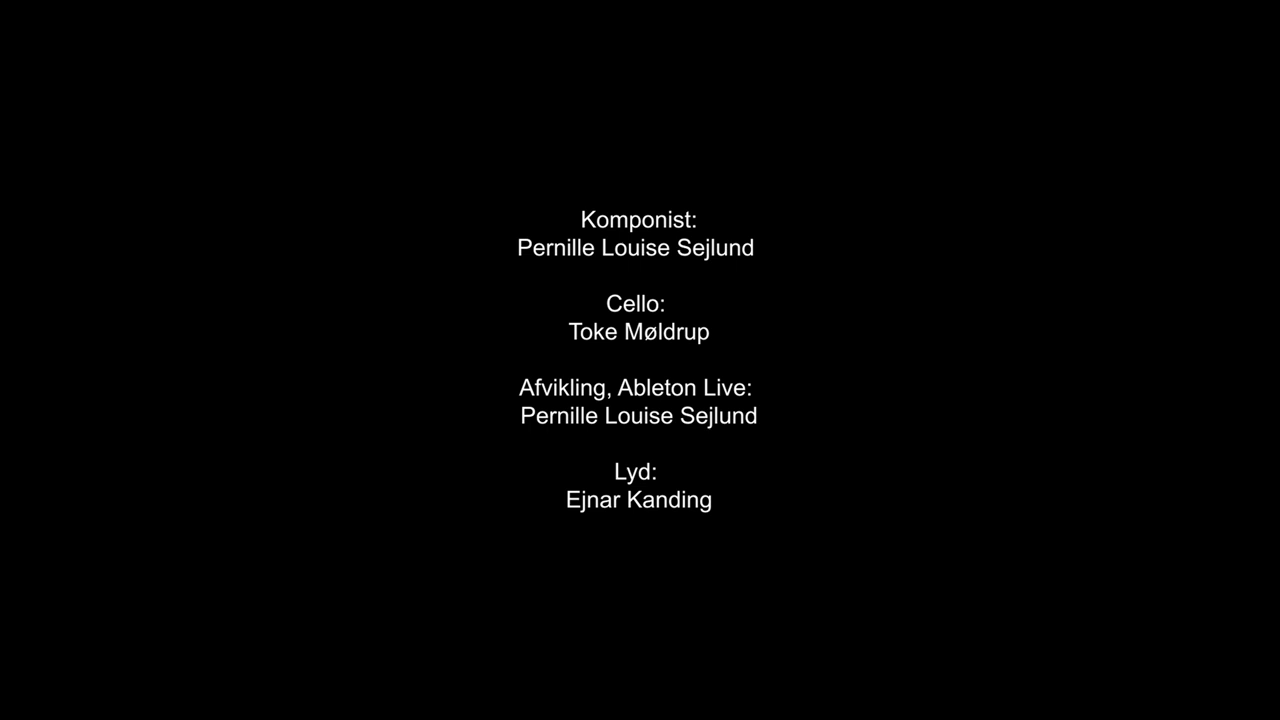 Komponist:
Pernille Louise Sejlund
Cello:
Toke Møldrup
Afvikling, Ableton Live:
Pernille Louise Sejlund
Lyd:
Ejnar Kanding